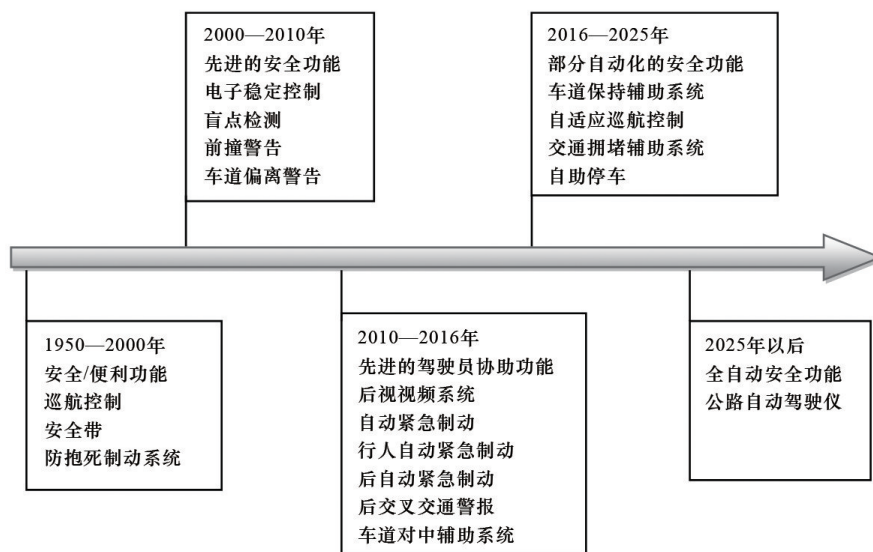 2000—2010年
先进的安全功能
电子稳定控制
盲点检测
前撞警告
车道偏离警告
2016—2025年
部分自动化的安全功能
车道保持辅助系统
自适应巡航控制
交通拥堵辅助系统
自助停车
1950—2000年
安全/便利功能
巡航控制
安全带
防抱死制动系统
2010—2016年
先进的驾驶员协助功能
后视视频系统
自动紧急制动
行人自动紧急制动
后自动紧急制动
后交叉交通警报
车道对中辅助系统
2025年以后
全自动安全功能
公路自动驾驶仪